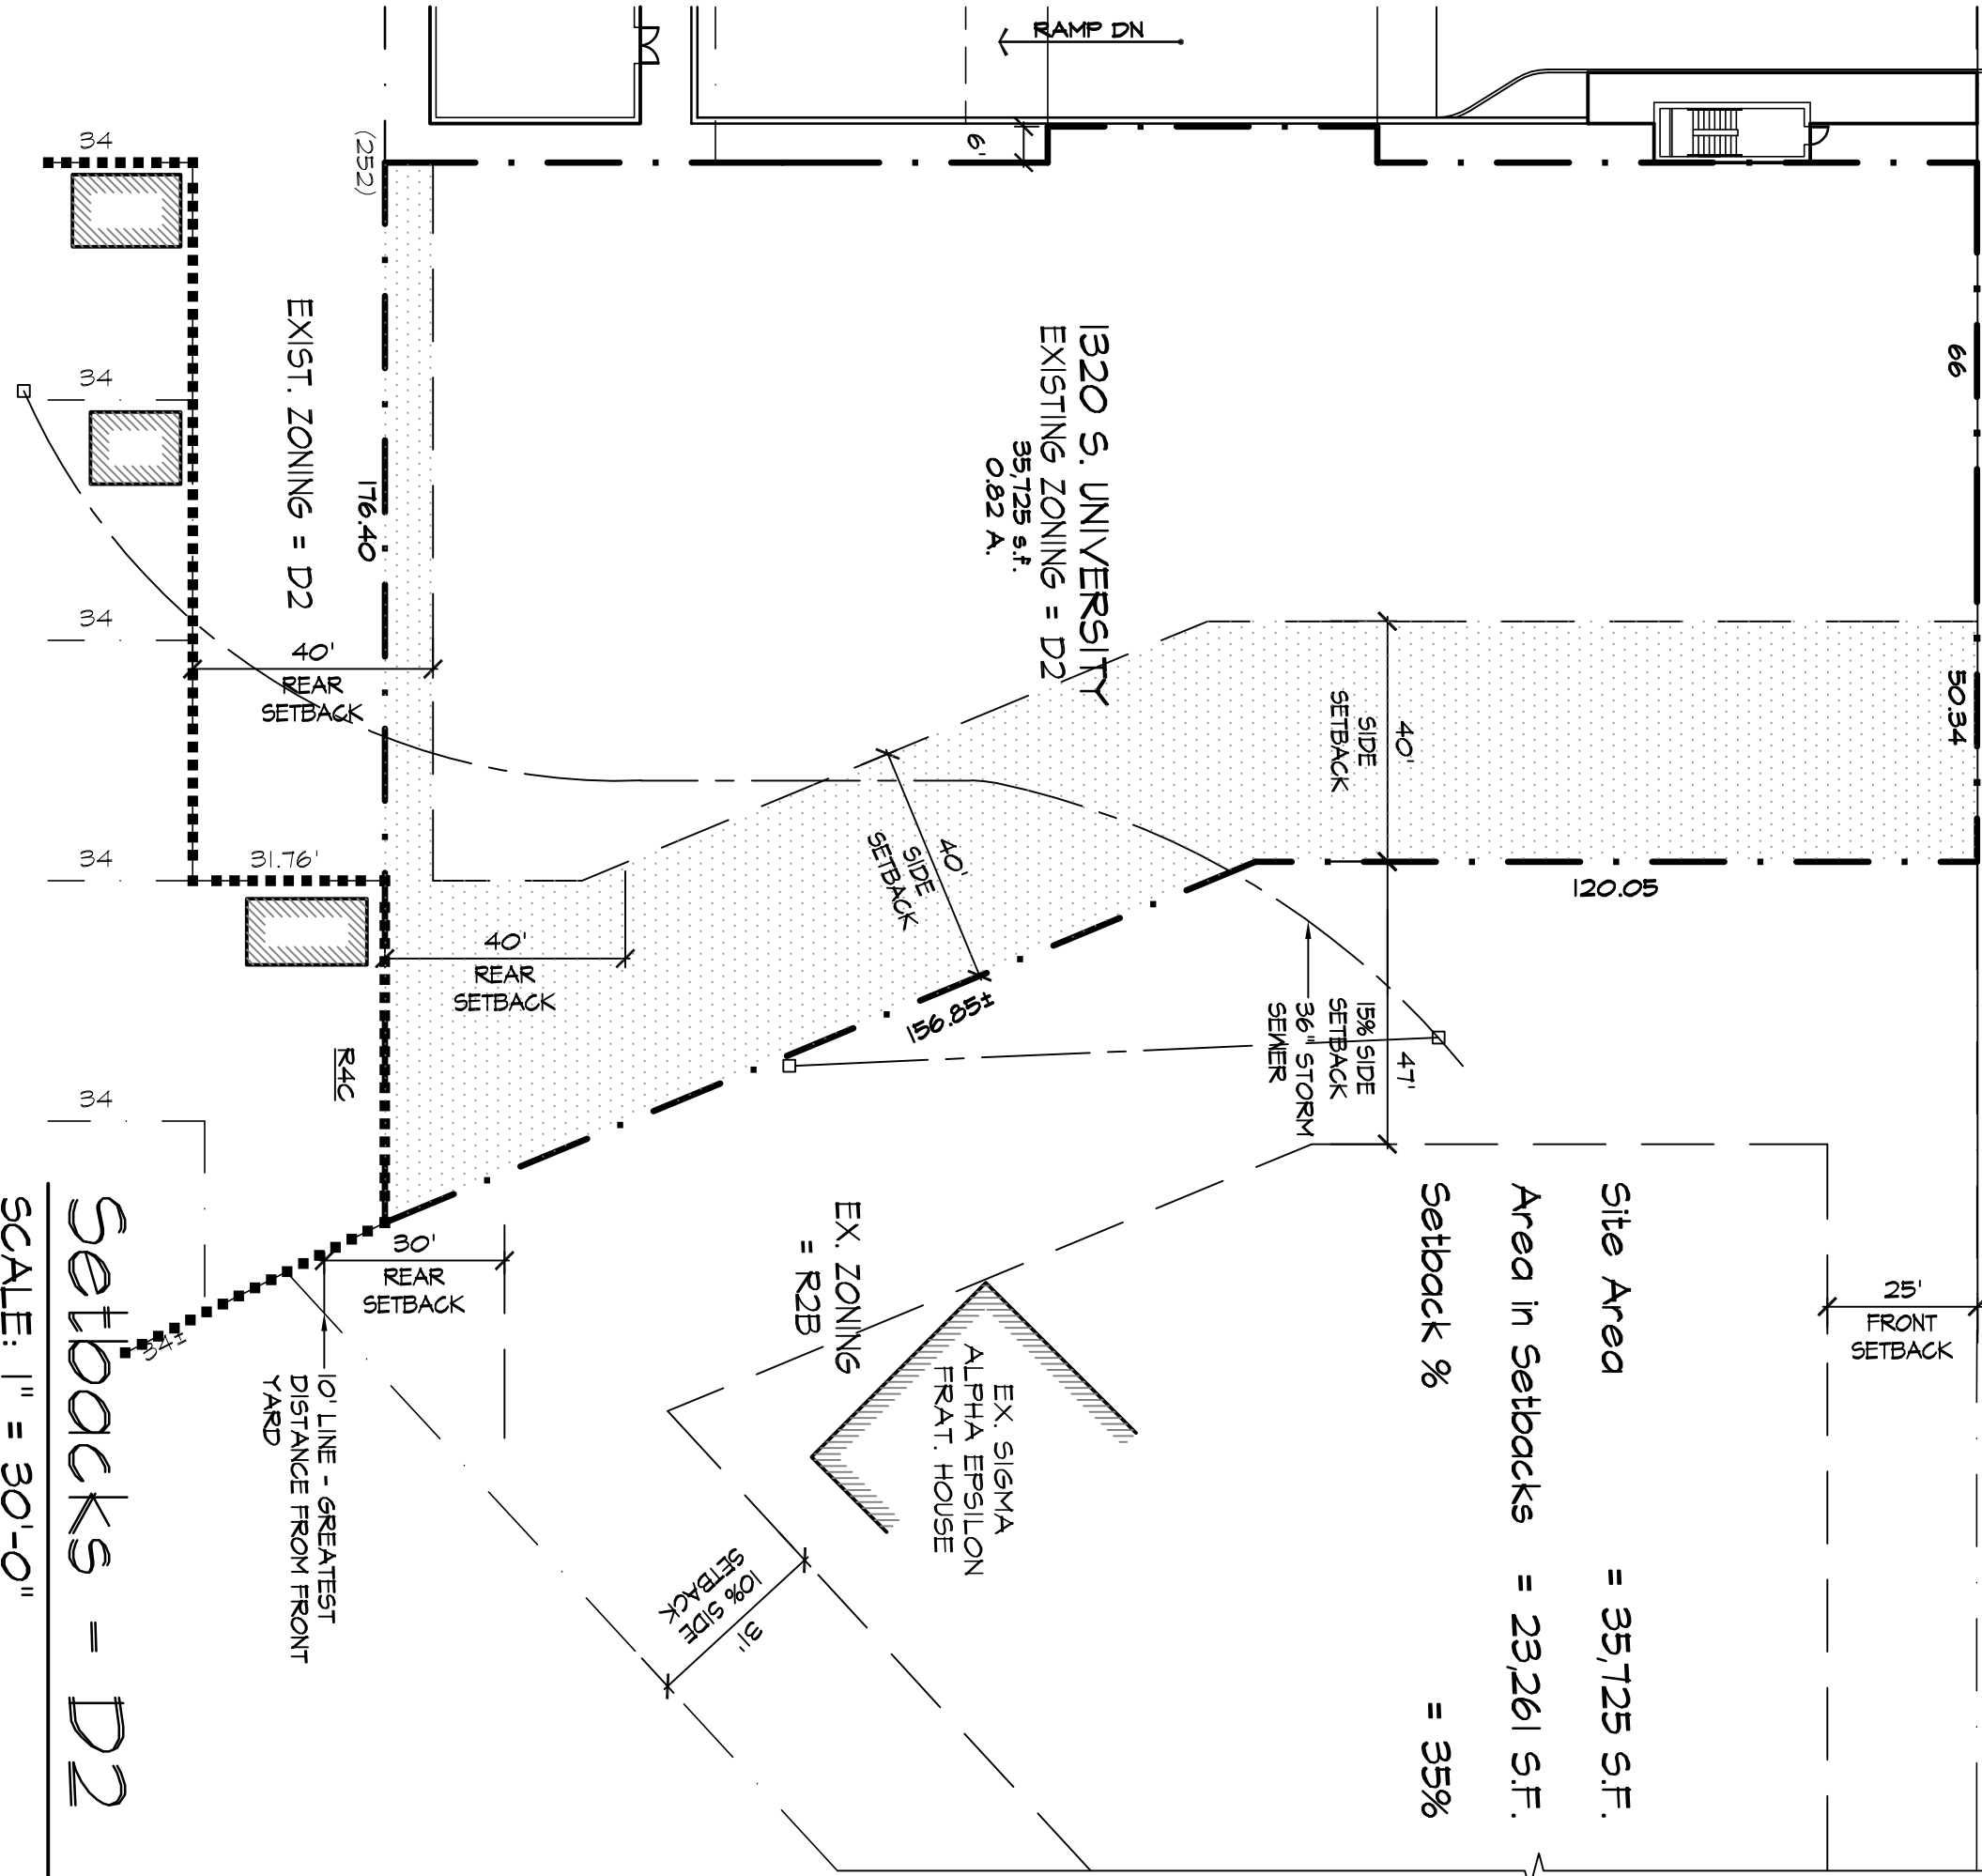 RAMP DN
6'
34
(252)
66
1320 S. UNIVERSITY
EXISTING ZONING = D2
35,725 s.f.
0.82 A.
EXIST. ZONING = D2
176.40
34
34
34
34
40'
REAR
SETBACK
31.76'
40'
SIDE
SETBACK
50.34
120.05
40'
SIDE
SETBACK
40'
REAR
SETBACK
156.85±
47'
15% SIDE
SETBACK
36" STORM
SEWER
R4C
30'
REAR
SETBACK
34±
10' LINE - GREATEST
DISTANCE FROM FRONT
YARD
EX. ZONING
= R2B
EX. SIGMA
ALPHA EPSILON
FRAT. HOUSE
31'
10% SIDE
SETBACK
25'
FRONT
SETBACK
Site Area = 35,725 S.F.
Area in Setbacks = 23,261 S.F.
Setback % = 35%
Setbacks - D2
SCALE: 1" = 30'-0"